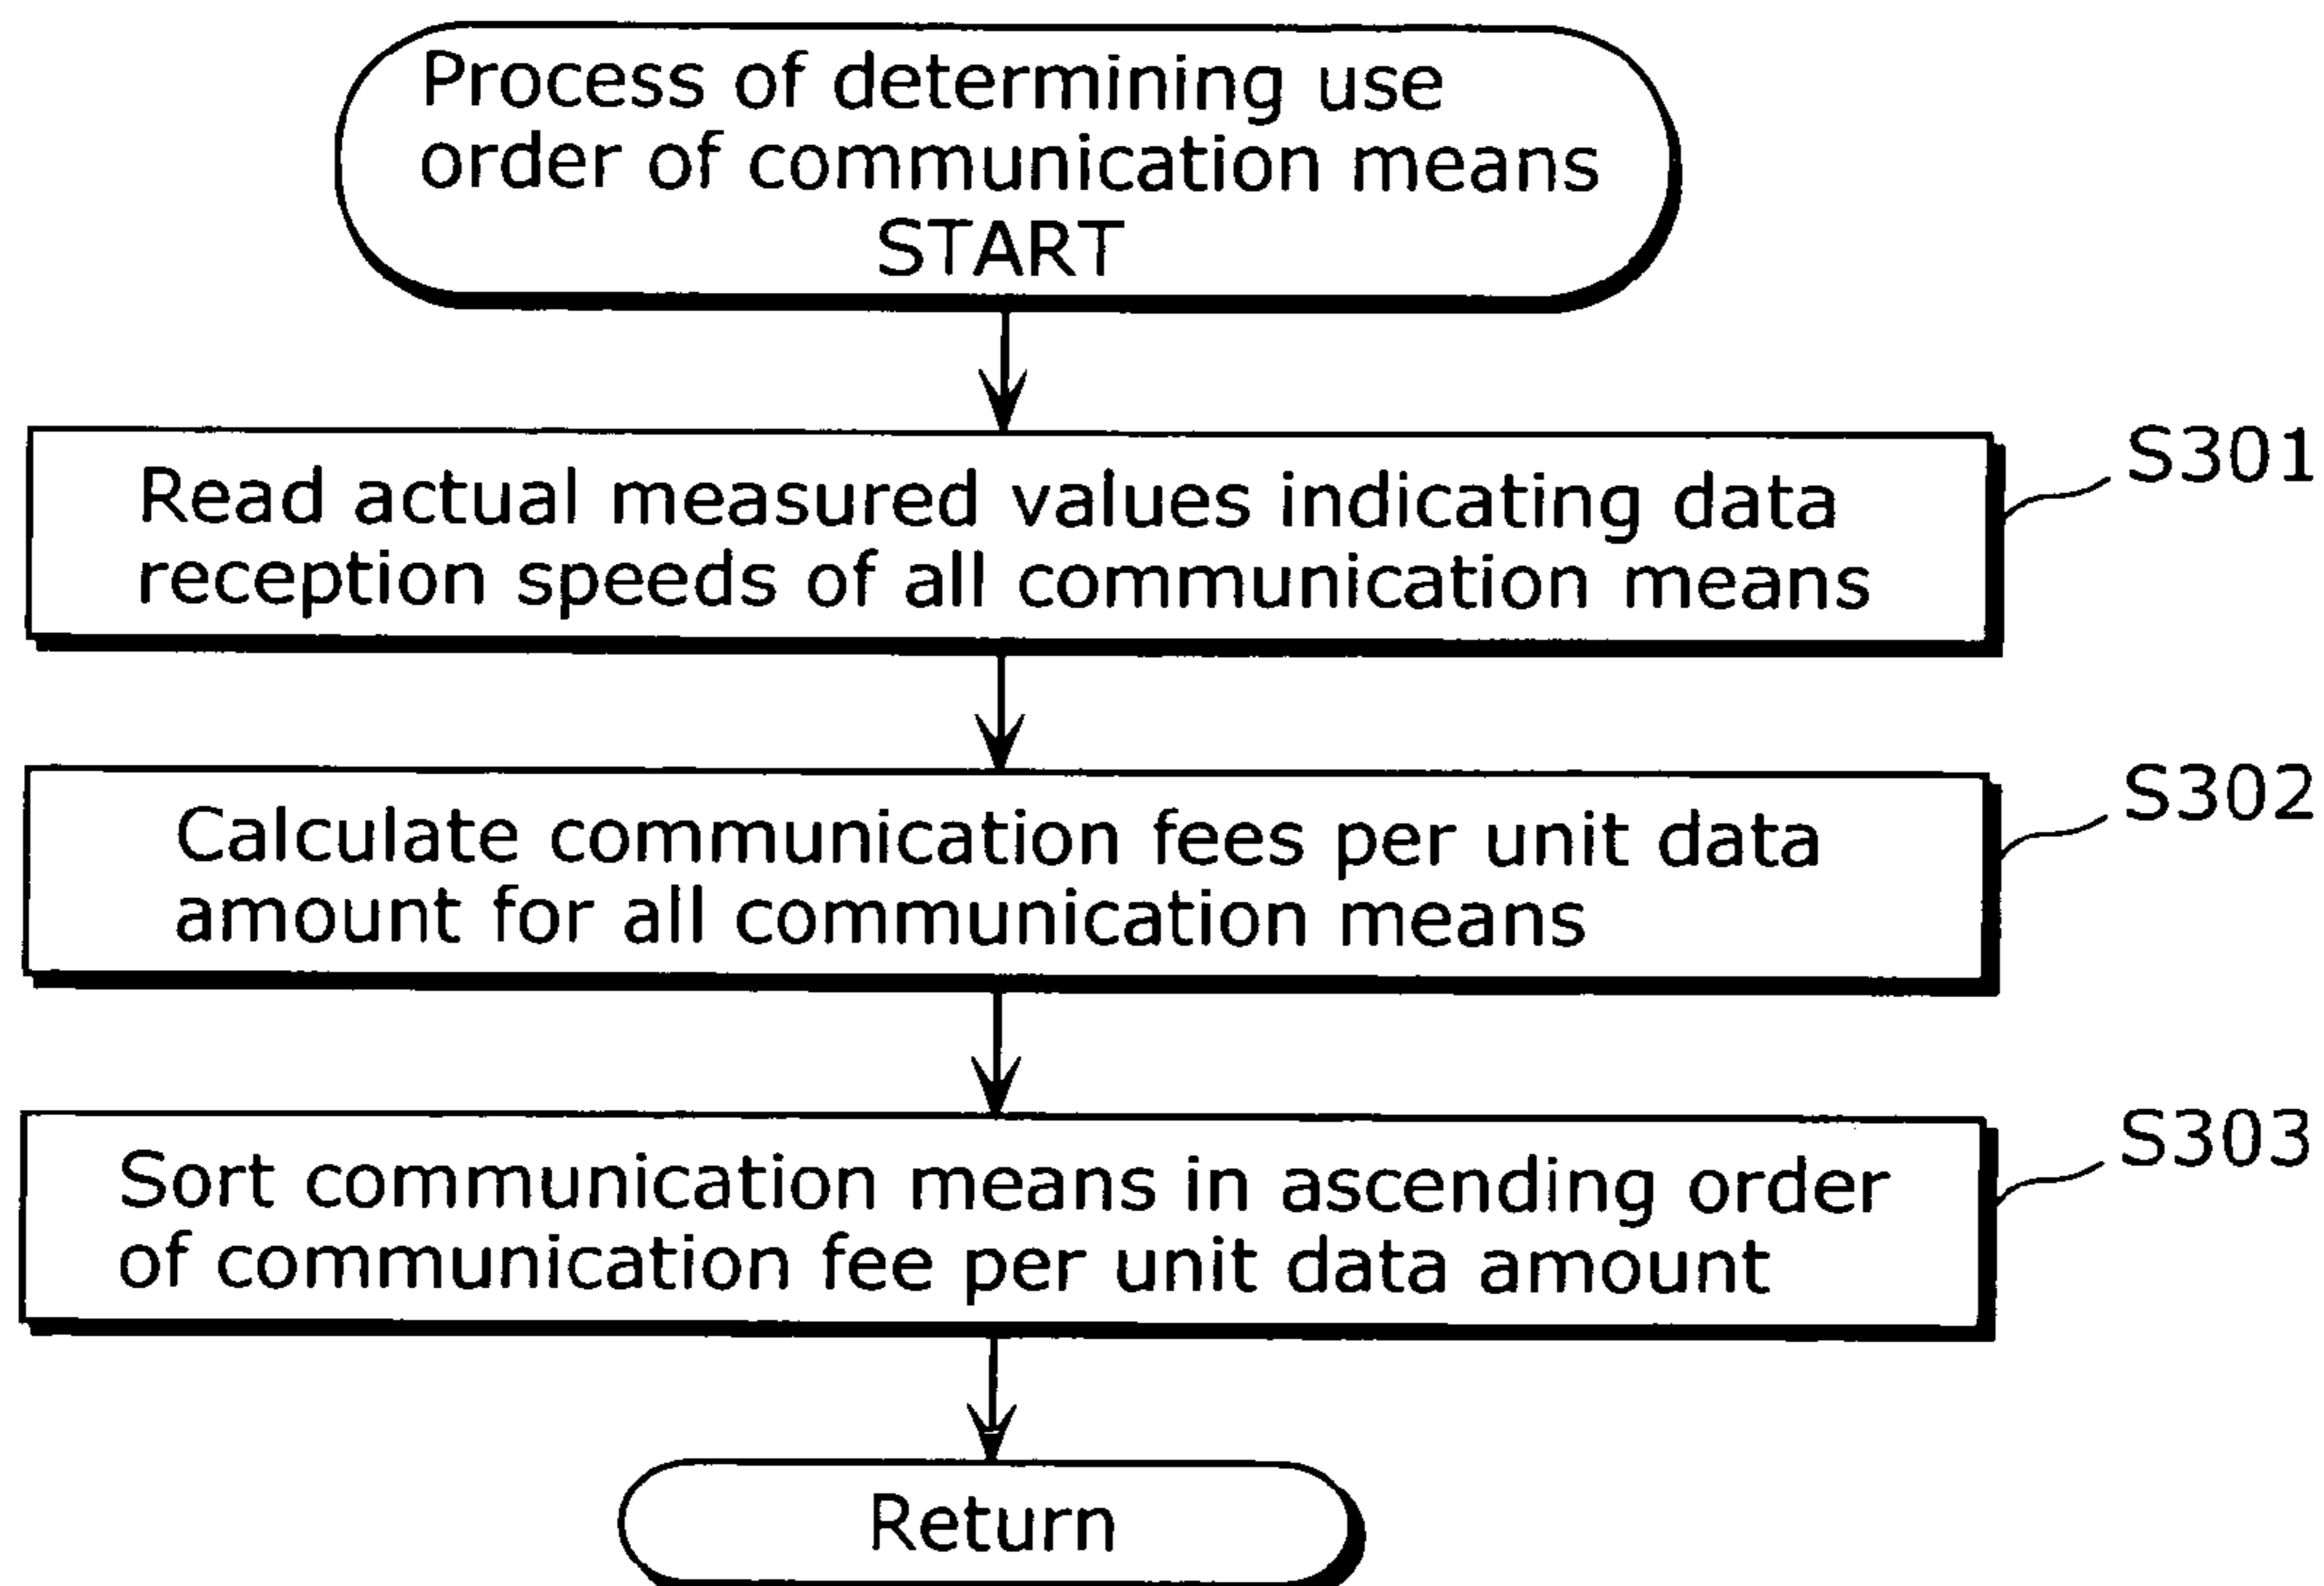 Process of determining use
order of communication means
START
S301
Read actual measured values indicating data
reception speeds of all communication means
S302
Calculate communication fees per unit data
amount for all communication means
S303
Sort communication means in ascending order
of communication fee per unit data amount
Return